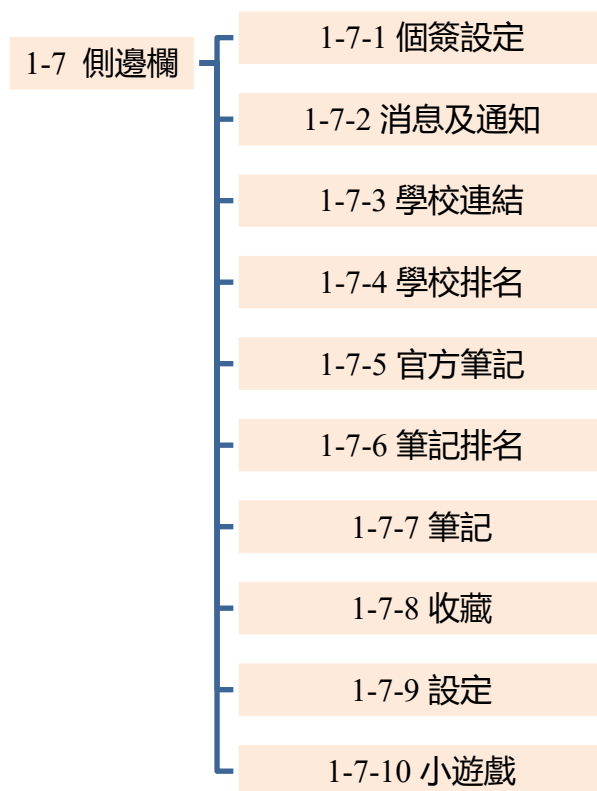 1-7 側邊欄
1-7-1 個簽設定
1-7-2 消息及通知
1-7-3 學校連結
1-7-4 學校排名
1-7-5 官方筆記
1-7-6 筆記排名
1-7-7 筆記
1-7-8 收藏
1-7-9 設定
1-7-10 小遊戲